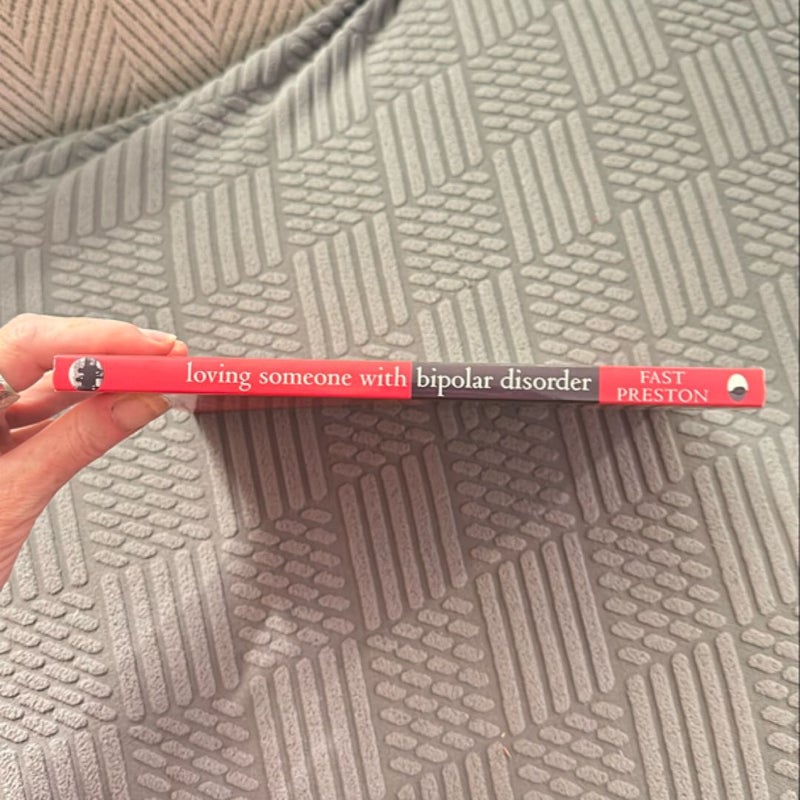 loving someone with bipolar disorder
FAST
PRESTON